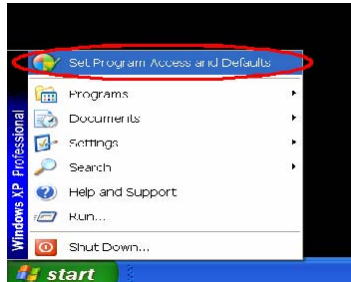 Set Program Access and Defaults
Programs
Documents
Settings
Search
Help and Support
Run...
Shut Down...
Windows XP Professional
start